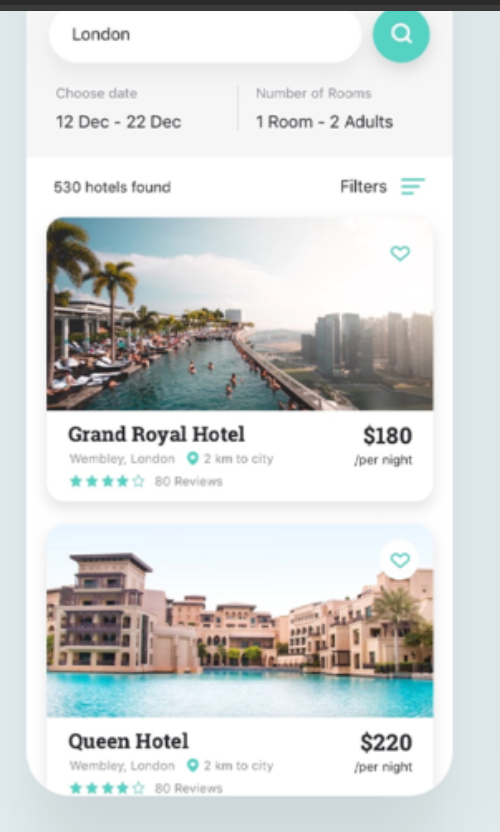 London
Choose date
Number of Rooms
12 Dec - 22 Dec
1 Room - 2 Adults
530 hotels found
Filters
Grand Royal Hotel
$180
Wembley, London
2 km to city
/per night
80 Reviews
Queen Hotel
$220
Wembley, London
2 km to city
/per night
80 Reviews